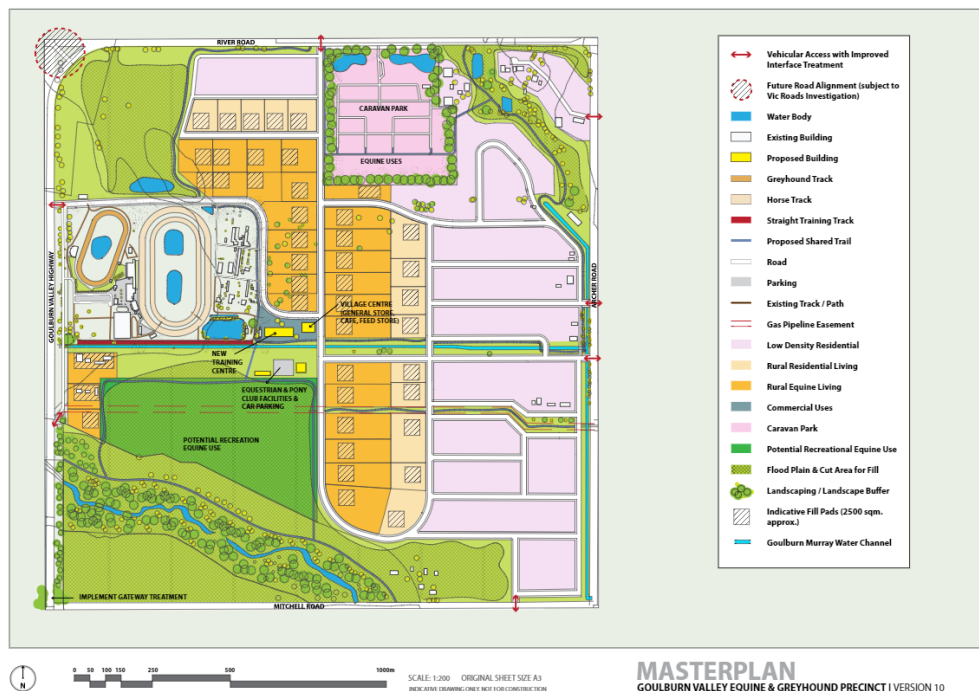 RIVER ROAD
CARAVAN PARK
EQUINE USES
GOULBURN VALLEY HIGHWAY
ARCHER ROAD
VILLAGE CENTRE
(GENERAL STORE,
CAFE, FEED STORE)
NEW
TRAINING
CENTRE
EQUESTRIAN & PONY
CLUB FACILITIES &
CAR PARKING
POTENTIAL RECREATION
EQUINE USE
IMPLEMENT GATEWAY TREATMENT
MITCHELL ROAD
Vehicular Access with Improved
Interface Treatment
Future Road Alignment (subject to
Vic Roads Investigation)
Water Body
Existing Building
Proposed Building
Greyhound Track
Horse Track
Straight Training Track
Proposed Shared Trail
Road
Parking
Existing Track / Path
Gas Pipeline Easement
Low Density Residential
Rural Residential Living
Rural Equine Living
Commercial Uses
Caravan Park
Potential Recreational Equine Use
Flood Plain & Cut Area for Fill
Landscaping / Landscape Buffer
Indicative Fill Pads (2500 sqm.
approx.)
Goulburn Murray Water Channel
N
0 50 100 150 250 500 1000m
SCALE: 1:200 ORIGINAL SHEET SIZE A3
INDICATIVE DRAWING ONLY. NOT FOR CONSTRUCTION
MASTERPLAN
GOULBURN VALLEY EQUINE & GREYHOUND PRECINCT | VERSION 10